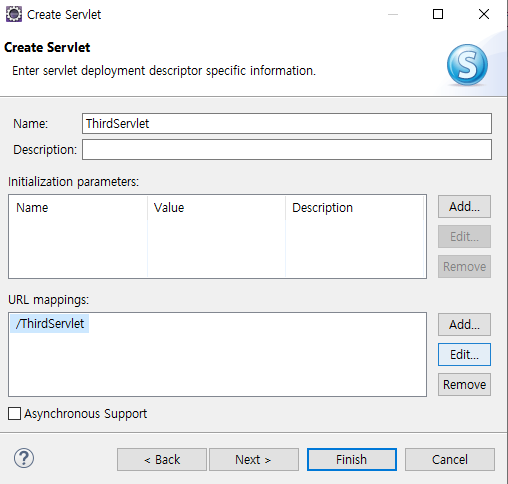 Create Servlet
Create Servlet
Enter servlet deployment descriptor specific information.
S
Name: ThirdServlet
Description:
Initialization parameters:
Name Value Description
Add...
Edit...
Remove
URL mappings:
/ThirdServlet
Add...
Edit...
Remove
Asynchronous Support
? < Back Next > Finish Cancel